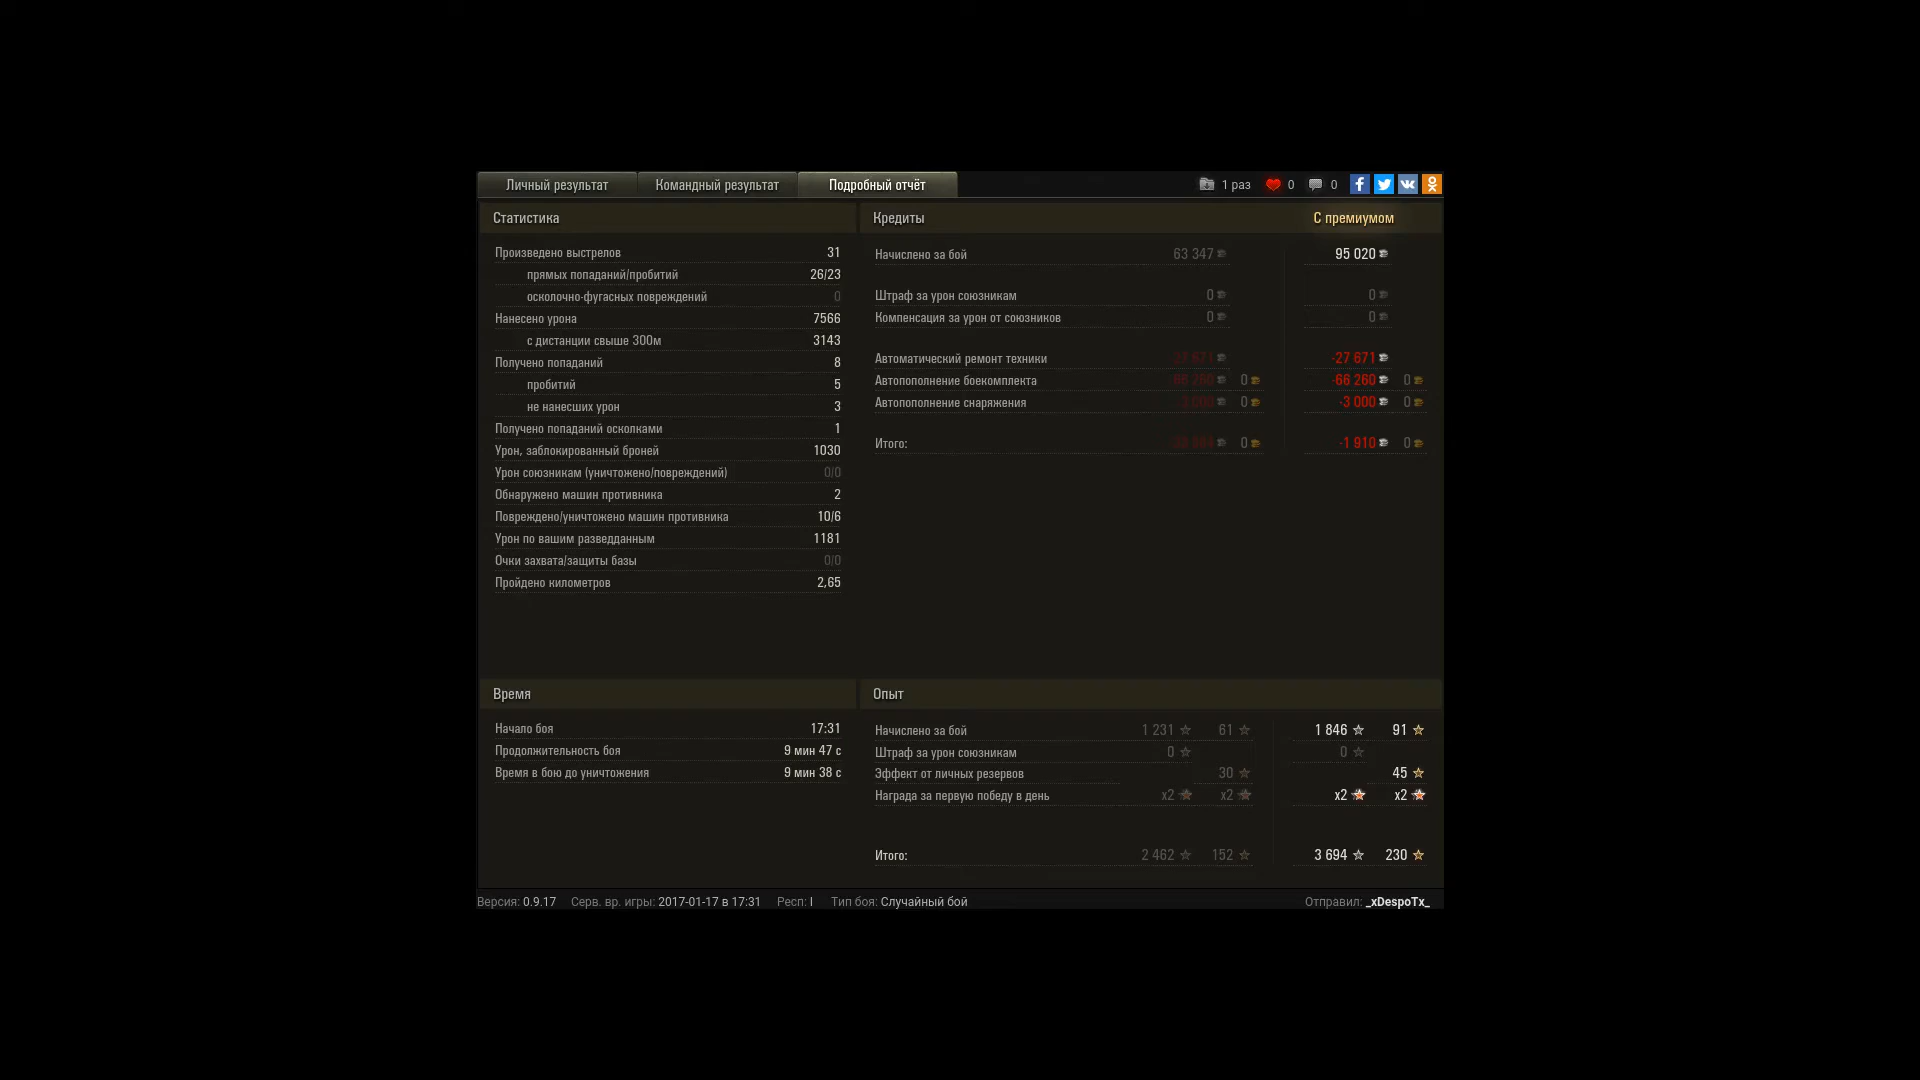 Личный результат Командный результат Подробный отчёт 1 раз 0 0
Статистика
Произведено выстрелов 31
прямых попаданий/пробитий 26/23
осколочно-фугасных повреждений 0
Нанесено урона 7566
с дистанции свыше 300м 3143
Получено попаданий 8
пробитий 5
не нанесших урон 3
Получено попаданий осколками 1
Урон, заблокированный броней 1030
Урон союзникам (уничтожено/повреждений) 0/0
Обнаружено машин противника 2
Повреждено/уничтожено машин противника 10/6
Урон по вашим разведданным 1181
Очки захвата/защиты базы 0/0
Пройдено километров 2,65
Кредиты С премиумом
Начислено за бой 63 347 95 020
Штраф за урон союзникам 0 0
Компенсация за урон от союзников 0 0
Автоматический ремонт техники -27 671 -27 671
Автопополнение боекомплекта -66 260 0 -66 260 0
Автопополнение снаряжения -3 000 0 -3 000 0
Итого: 0 -1 910 0
Время
Начало боя 17:31
Продолжительность боя 9 мин 47 с
Время в бою до уничтожения 9 мин 38 с
Опыт
Начислено за бой 1 231 61 1 846 91
Штраф за урон союзникам 0 0
Эффект от личных резервов 30 45
Награда за первую победу в день x2 x2 x2 x2
Итого: 2 462 152 3 694 230
Версия: 0.9.17 Серв. вр. игры: 2017-01-17 в 17:31 Респ: I Тип боя: Случайный бой Отправил: _xDespoTx_